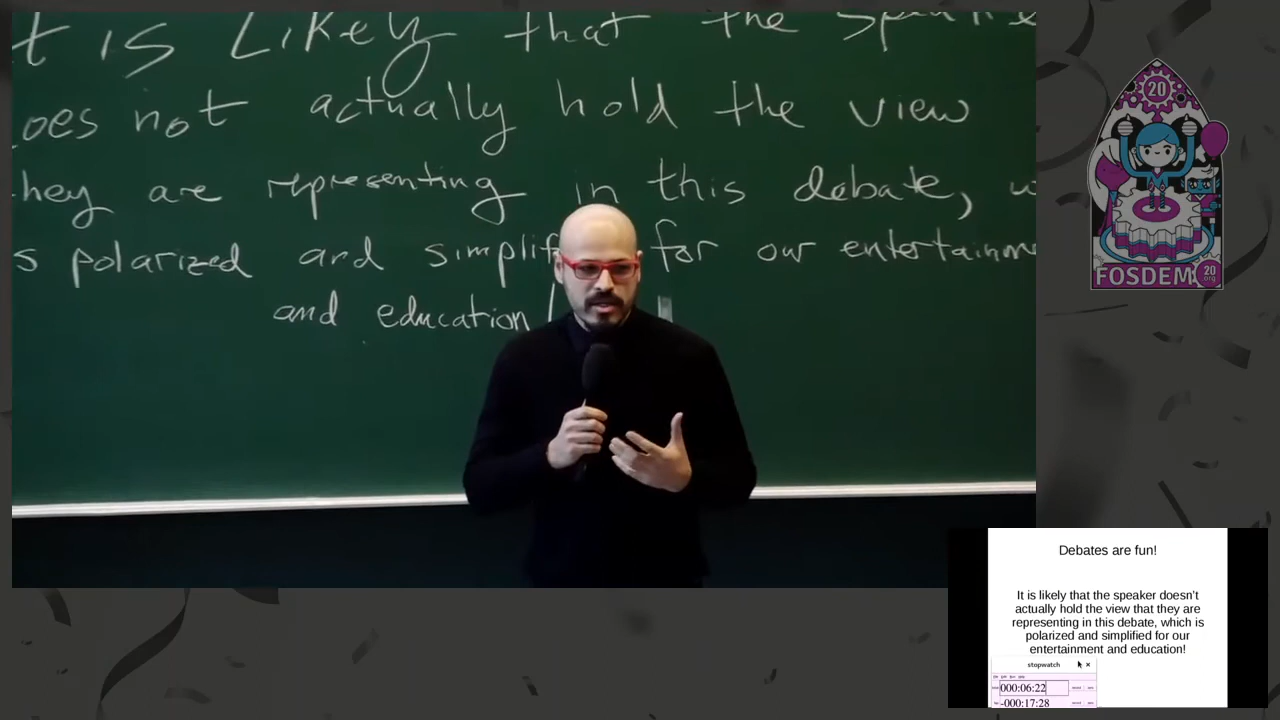 t is Likely that the
oes not actually hold the view
hey are representing in this debate,
s polarized and simplif for our entertainme
and education!
20
FOSDEM 20
.org
Debates are fun!
It is likely that the speaker doesn't
actually hold the view that they are
representing in this debate, which is
polarized and simplified for our
entertainment and education!
stopwatch
000:06:22
-000:17:28